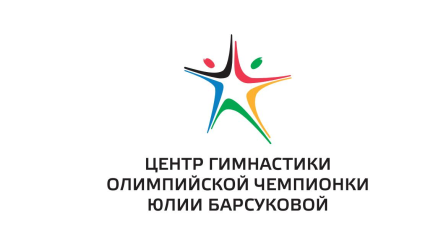 ЦЕНТР ГИМНАСТИКИ
ОЛИМПИЙСКОЙ ЧЕМПИОНКИ
ЮЛИИ БАРСУКОВОЙ